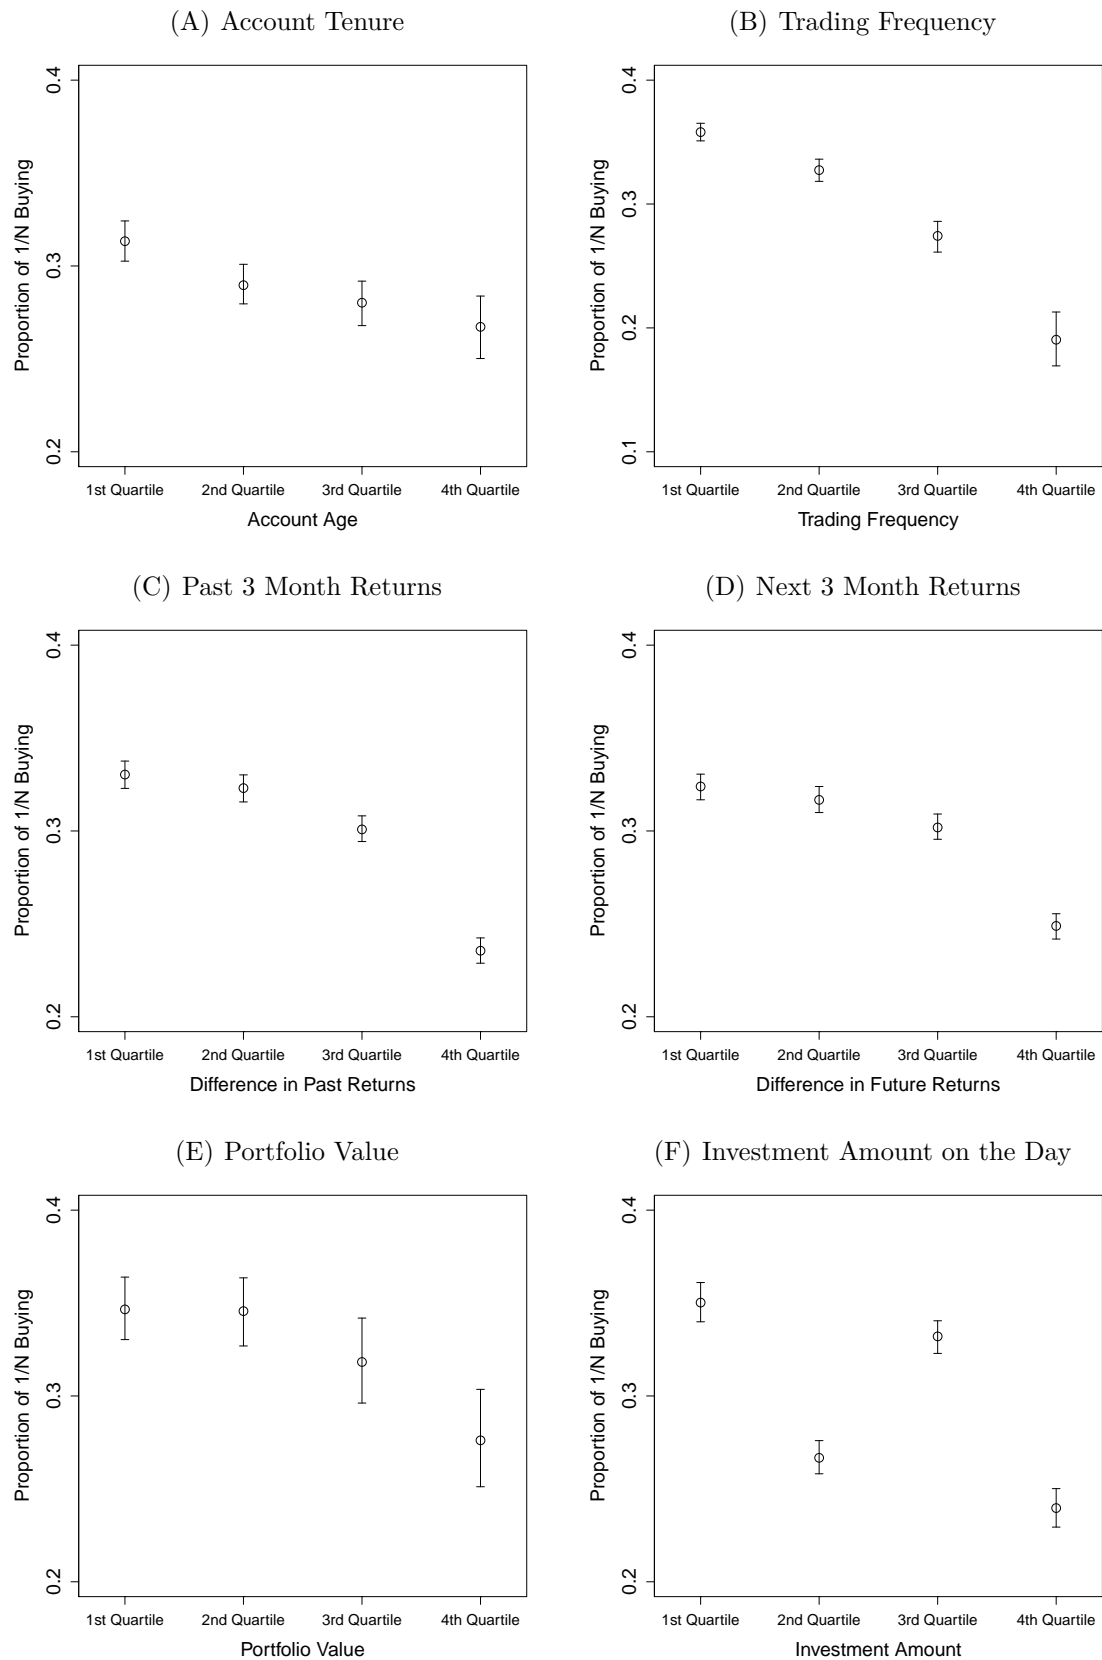 (A) Account Tenure
Proportion of 1/N Buying
0.4
0.3
0.2
1st Quartile 2nd Quartile 3rd Quartile 4th Quartile
Account Age
(B) Trading Frequency
Proportion of 1/N Buying
0.4
0.3
0.2
0.1
1st Quartile 2nd Quartile 3rd Quartile 4th Quartile
Trading Frequency
(C) Past 3 Month Returns
Proportion of 1/N Buying
0.4
0.3
0.2
1st Quartile 2nd Quartile 3rd Quartile 4th Quartile
Difference in Past Returns
(D) Next 3 Month Returns
Proportion of 1/N Buying
0.4
0.3
0.2
1st Quartile 2nd Quartile 3rd Quartile 4th Quartile
Difference in Future Returns
(E) Portfolio Value
Proportion of 1/N Buying
0.4
0.3
0.2
1st Quartile 2nd Quartile 3rd Quartile 4th Quartile
Portfolio Value
(F) Investment Amount on the Day
Proportion of 1/N Buying
0.4
0.3
0.2
1st Quartile 2nd Quartile 3rd Quartile 4th Quartile
Investment Amount